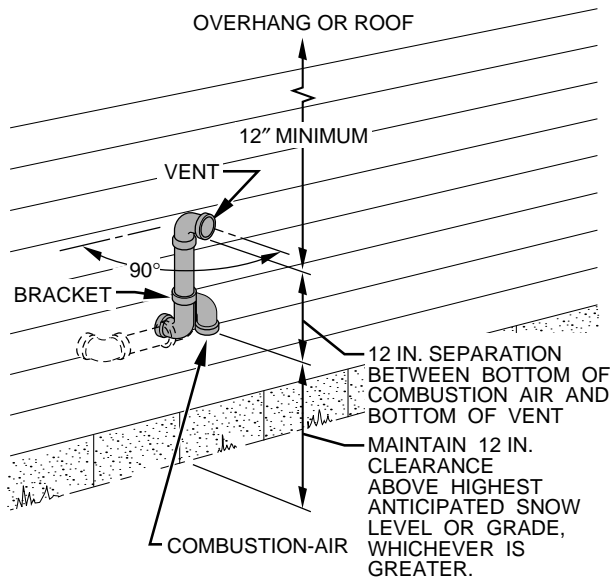 OVERHANG OR ROOF
12″ MINIMUM
VENT
90°
BRACKET
12 IN. SEPARATION
BETWEEN BOTTOM OF
COMBUSTION AIR AND
BOTTOM OF VENT
MAINTAIN 12 IN.
CLEARANCE
ABOVE HIGHEST
ANTICIPATED SNOW
LEVEL OR GRADE,
WHICHEVER IS
GREATER.
COMBUSTION-AIR